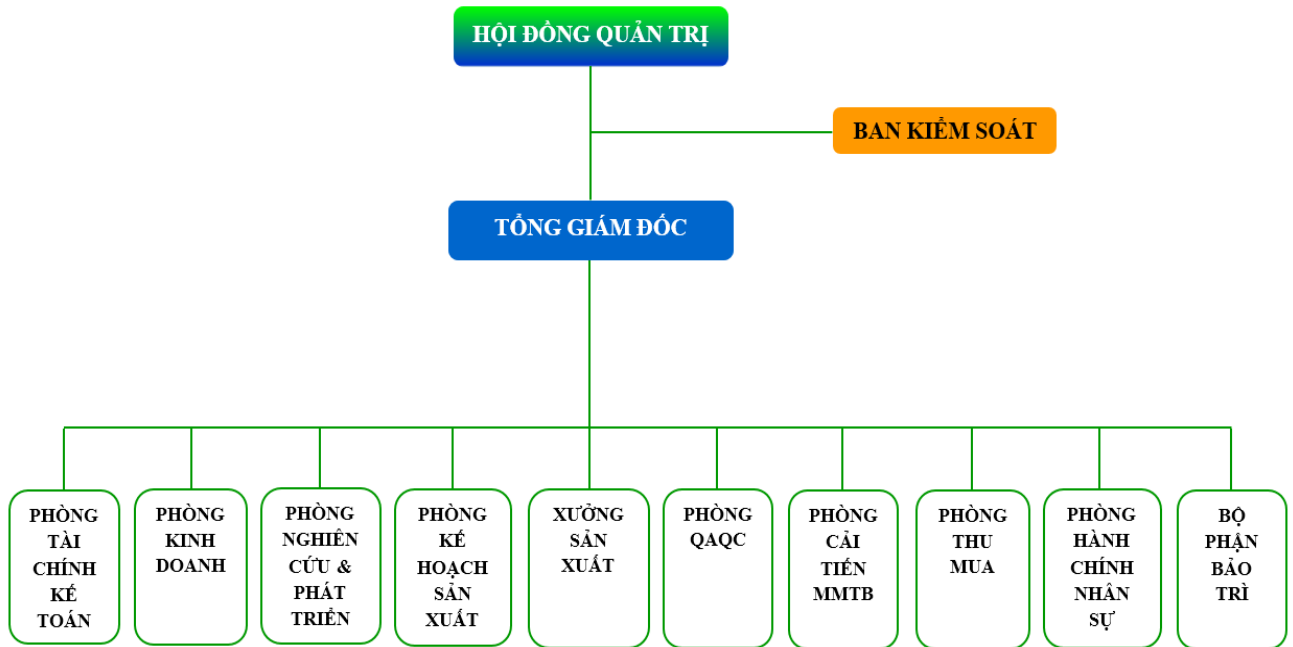 HỘI ĐỒNG QUẢN TRỊ
BAN KIỂM SOÁT
TỔNG GIÁM ĐỐC
PHÒNG
TÀI
CHÍNH
KẾ
TOÁN
PHÒNG
KINH
DOANH
PHÒNG
NGHIÊN
CỨU &
PHÁT
TRIỂN
PHÒNG
KẾ
HOẠCH
SẢN
XUẤT
XƯỞNG
SẢN
XUẤT
PHÒNG
QAQC
PHÒNG
CẢI
TIẾN
MMTB
PHÒNG
THU
MUA
PHÒNG
HÀNH
CHÍNH
NHÂN
SỰ
BỘ
PHẬN
BẢO
TRÌ